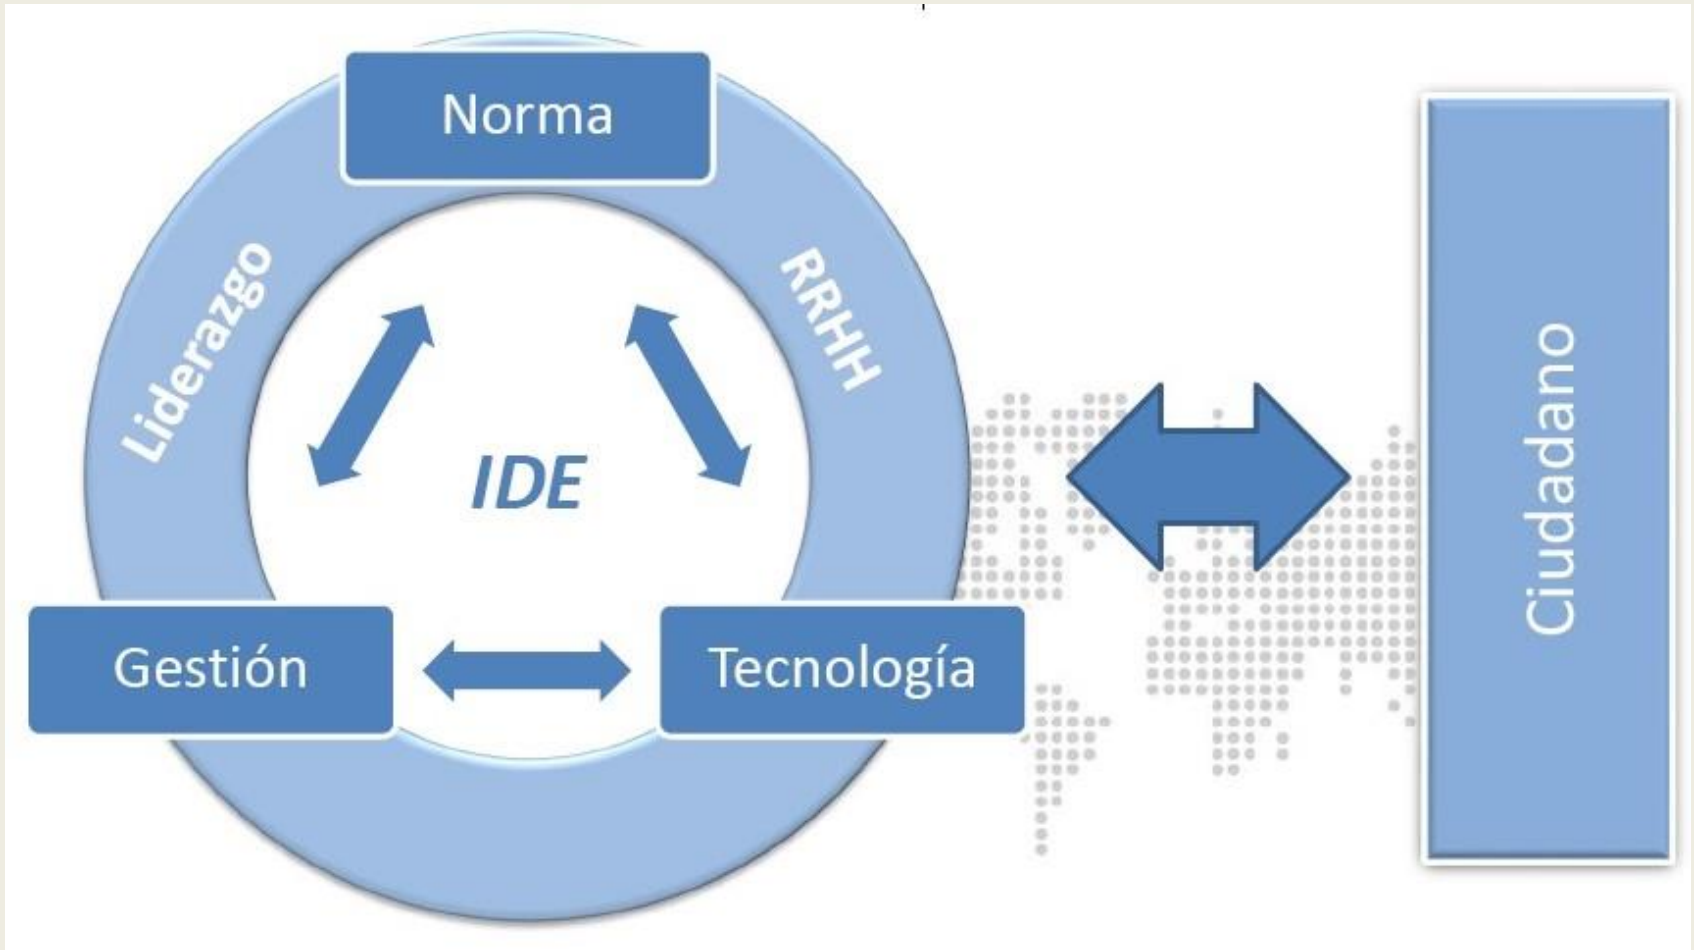 Norma
Liderazgo
RRHH
IDE
Gestión
Tecnología
Ciudadano